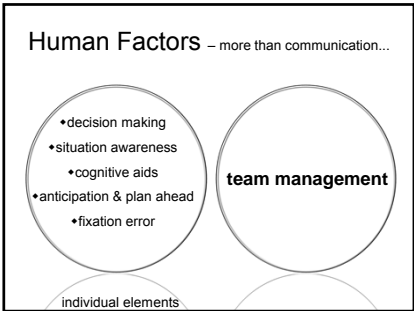 Human Factors – more than communication...
◆decision making
◆situation awareness
◆cognitive aids
◆anticipation & plan ahead
◆fixation error
team management
individual elements